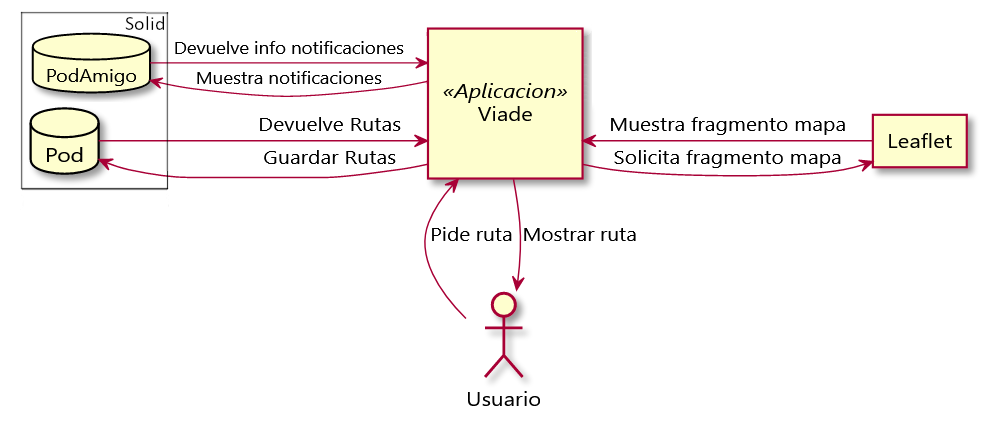 Solid
PodAmigo
Devuelve info notificaciones
Muestra notificaciones
Pod
Devuelve Rutas
Guardar Rutas
«Aplicacion»
Viade
Muestra fragmento mapa
Solicita fragmento mapa
Leaflet
Pide ruta
Mostrar ruta
Usuario